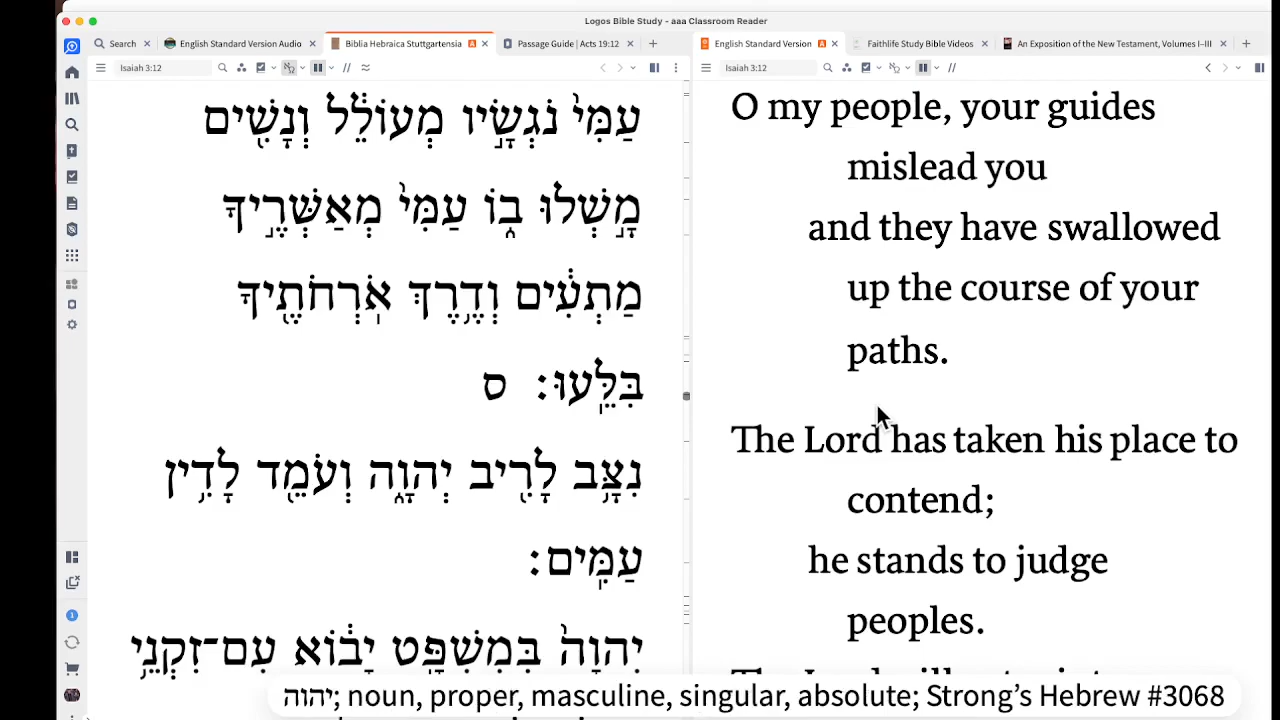 Logos Bible Study - aaa Classroom Reader
Search
English Standard Version Audio
Biblia Hebraica Stuttgartensia
Passage Guide | Acts 19:12
English Standard Version
Faithlife Study Bible Videos
An Exposition of the New Testament, Volumes I–III
Isaiah 3:12
Isaiah 3:12
עַמִּי֙ נֹגְשָׂ֣יו מְעוֹלֵ֔ל וְנָשִׁ֖ים
מָ֣שְׁלוּ ב֑וֹ עַמִּי֙ מְאַשְּׁרֶ֣יךָ
מַתְעִ֔ים וְדֶ֥רֶךְ אֹֽרְחֹתֶ֖יךָ
בִּלֵּֽעוּ׃ ס
נִצָּ֥ב לָרִ֖יב יְהוָ֑ה וְעֹמֵ֖ד לָדִ֥ין
עַמִּֽים׃
יְהוָה֙ בְּמִשְׁפָּ֣ט יָב֔וֹא עִם־זִקְנֵ֥י
O my people, your guides
mislead you
and they have swallowed
up the course of your
paths.
The Lord has taken his place to
contend;
he stands to judge
peoples.
יהוה; noun, proper, masculine, singular, absolute; Strong’s Hebrew #3068